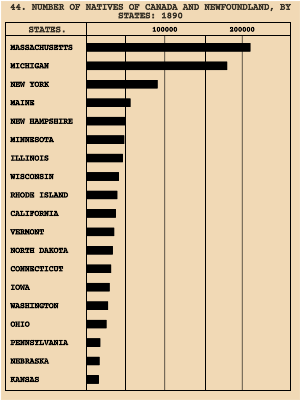 44. NUMBER OF NATIVES OF CANADA AND NEWFOUNDLAND, BY
STATES: 1890
STATES. 100000 200000
MASSACHUSETTS
MICHIGAN
NEW YORK
MAINE
NEW HAMPSHIRE
MINNESOTA
ILLINOIS
WISCONSIN
RHODE ISLAND
CALIFORNIA
VERMONT
NORTH DAKOTA
CONNECTICUT
IOWA
WASHINGTON
OHIO
PENNSYLVANIA
NEBRASKA
KANSAS